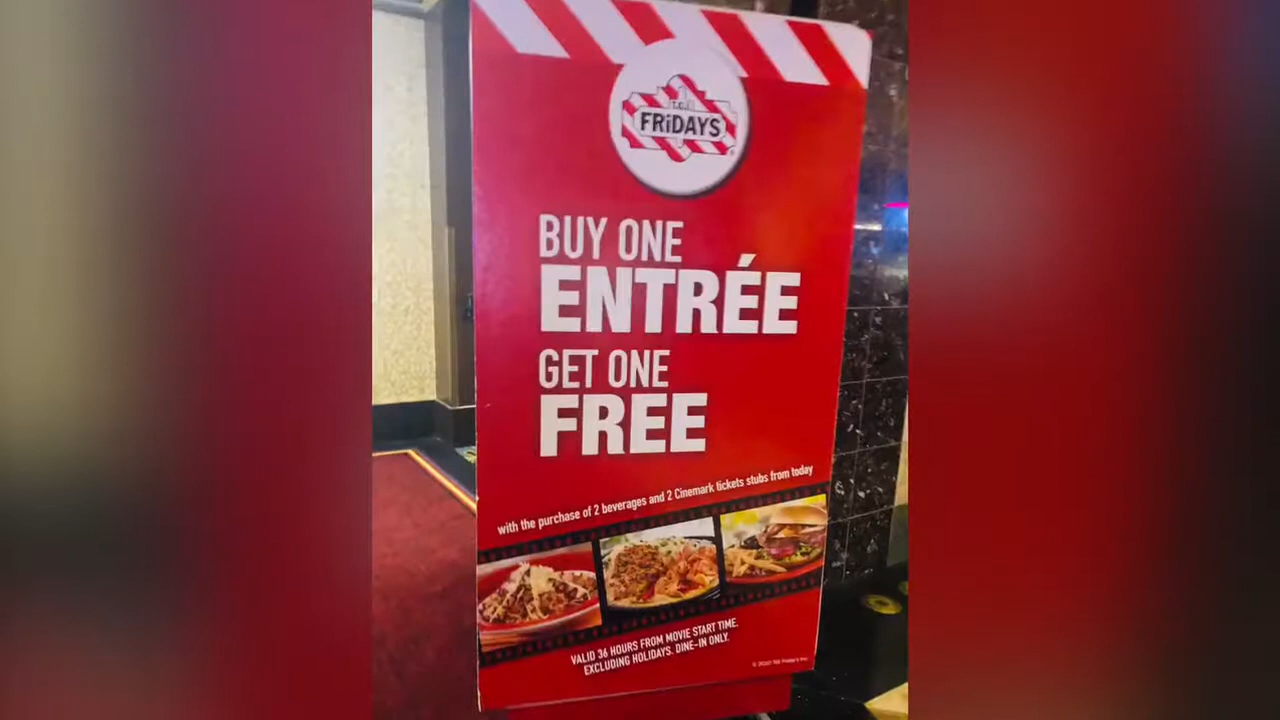 T.G.I.
FRiDAYS
BUY ONE
ENTRÉE
GET ONE
FREE
with the purchase of 2 beverages and 2 Cinemark tickets stubs from today
VALID 36 HOURS FROM MOVIE START TIME.
EXCLUDING HOLIDAYS. DINE-IN ONLY.